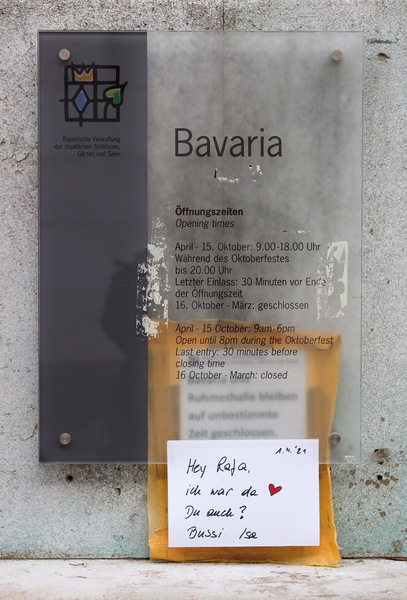 Bayerische Verwaltung
der staatlichen Schlösser,
Gärten und Seen
Bavaria
Öffnungszeiten
Opening times
April - 15. Oktober: 9.00-18.00 Uhr
Während des Oktoberfestes
bis 20.00 Uhr
Letzter Einlass: 30 Minuten vor Ende
der Öffnungszeit
16. Oktober - März: geschlossen
April - 15 October: 9am-6pm
Open until 8pm during the Oktoberfest
Last entry: 30 minutes before
closing time
16 October - March: closed
Bavaria und
Ruhmeshalle bleiben
auf unbestimmte
Zeit geschlossen.
1.4.'21
Hey Rafa,
ich war da ❤
Du auch?
Bussi Isa